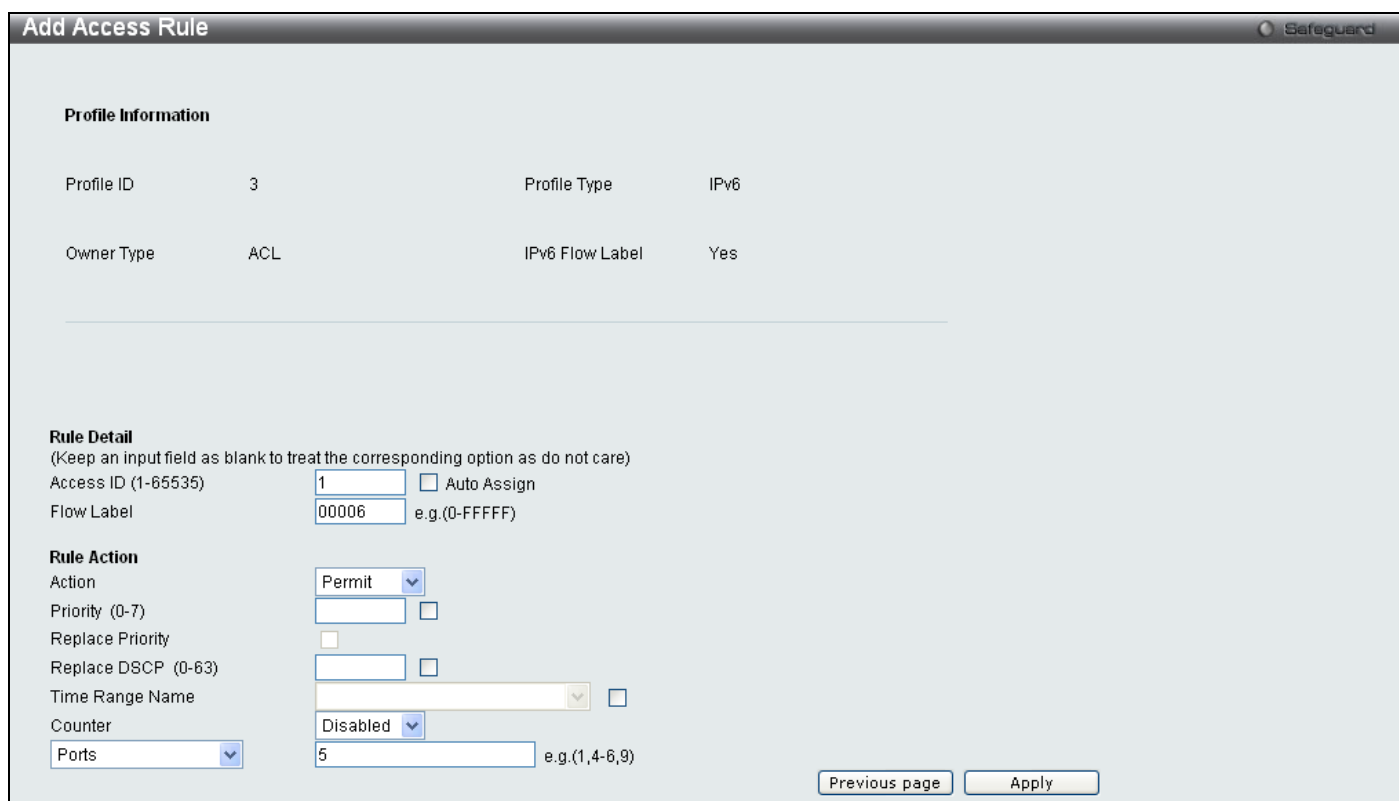 Add Access Rule
Safeguard
Profile Information
Profile ID 3 Profile Type IPv6
Owner Type ACL IPv6 Flow Label Yes
Rule Detail
(Keep an input field as blank to treat the corresponding option as do not care)
Access ID (1-65535) 1 Auto Assign
Flow Label 00006 e.g.(0-FFFFF)
Rule Action
Action Permit
Priority (0-7)
Replace Priority
Replace DSCP (0-63)
Time Range Name
Counter Disabled
Ports 5 e.g.(1,4-6,9)
Previous page Apply